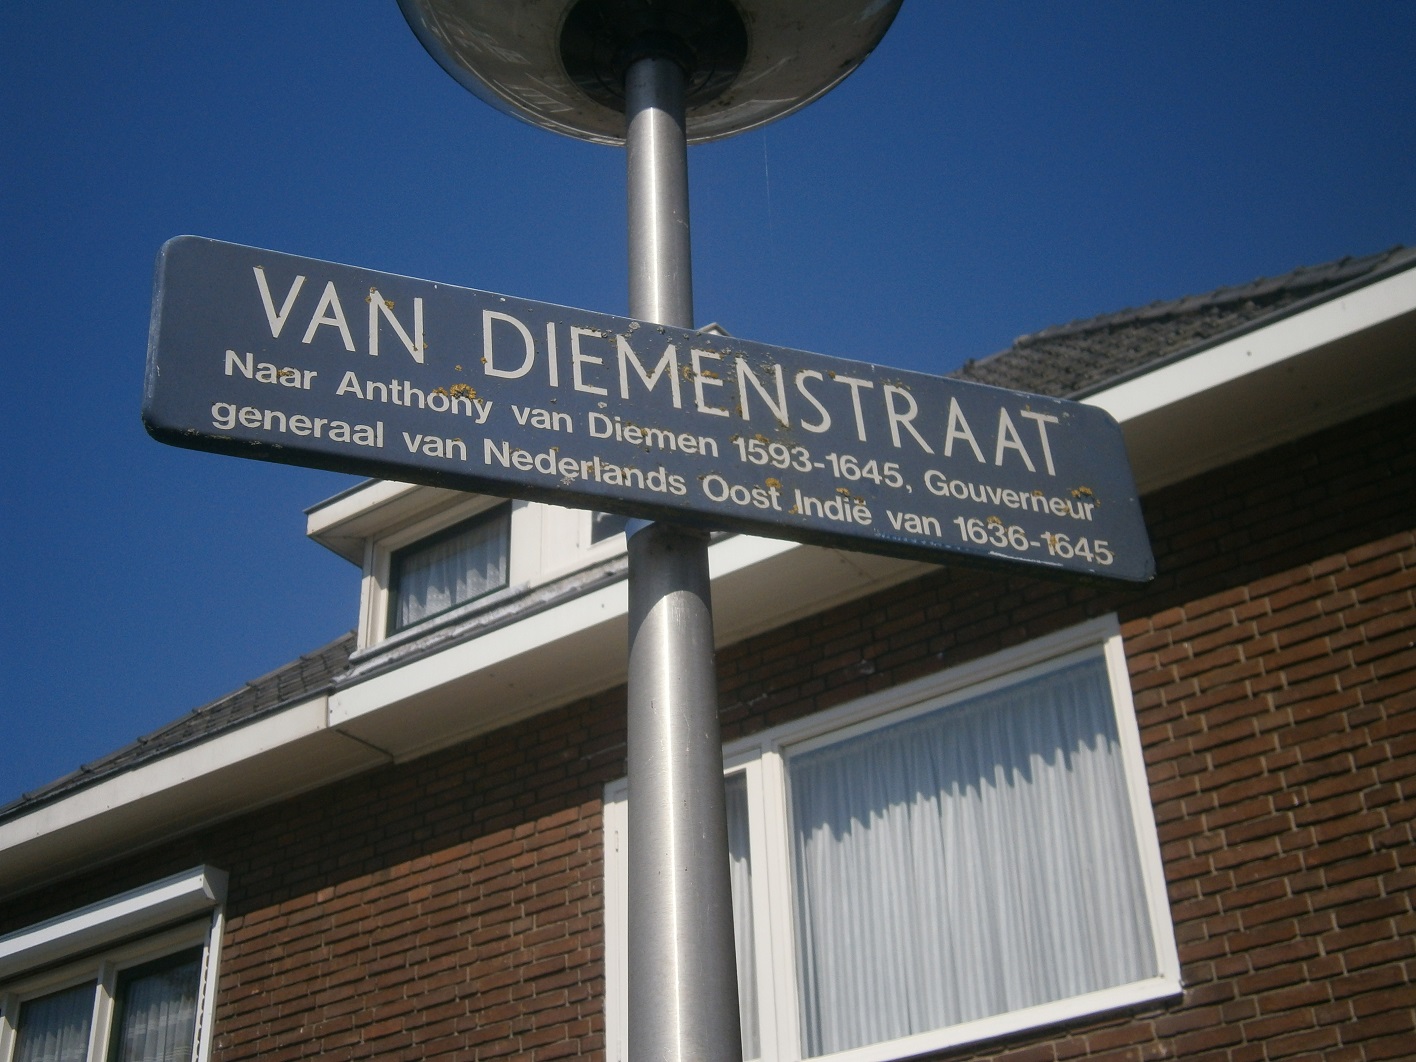 VAN DIEMENSTRAAT
Naar Anthony van Diemen 1593-1645, Gouverneur
generaal van Nederlands Oost Indië van 1636-1645